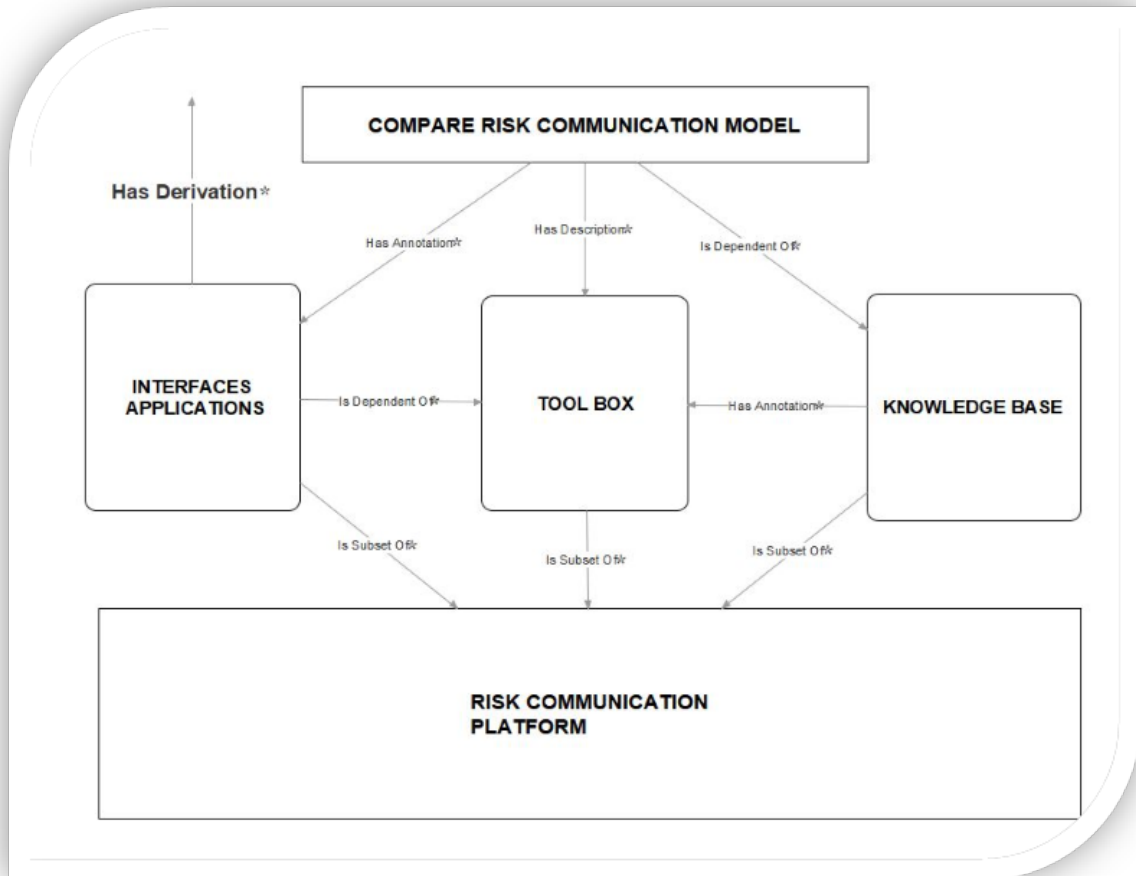 COMPARE RISK COMMUNICATION MODEL
Has Derivation*
Has Annotation*
Has Description*
Is Dependent Of*
INTERFACES
APPLICATIONS
Is Dependent Of*
TOOL BOX
Has Annotation*
KNOWLEDGE BASE
Is Subset Of*
Is Subset Of*
Is Subset Of*
RISK COMMUNICATION
PLATFORM